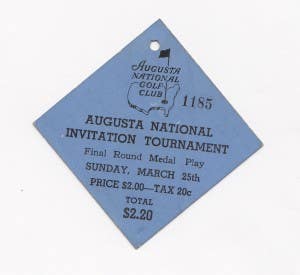 AUGUSTA
NATIONAL
GOLF
CLUB
1185
AUGUSTA NATIONAL
INVITATION TOURNAMENT
Final Round Medal Play
SUNDAY, MARCH 25th
PRICE $2.00—TAX 20c
TOTAL
$2.20